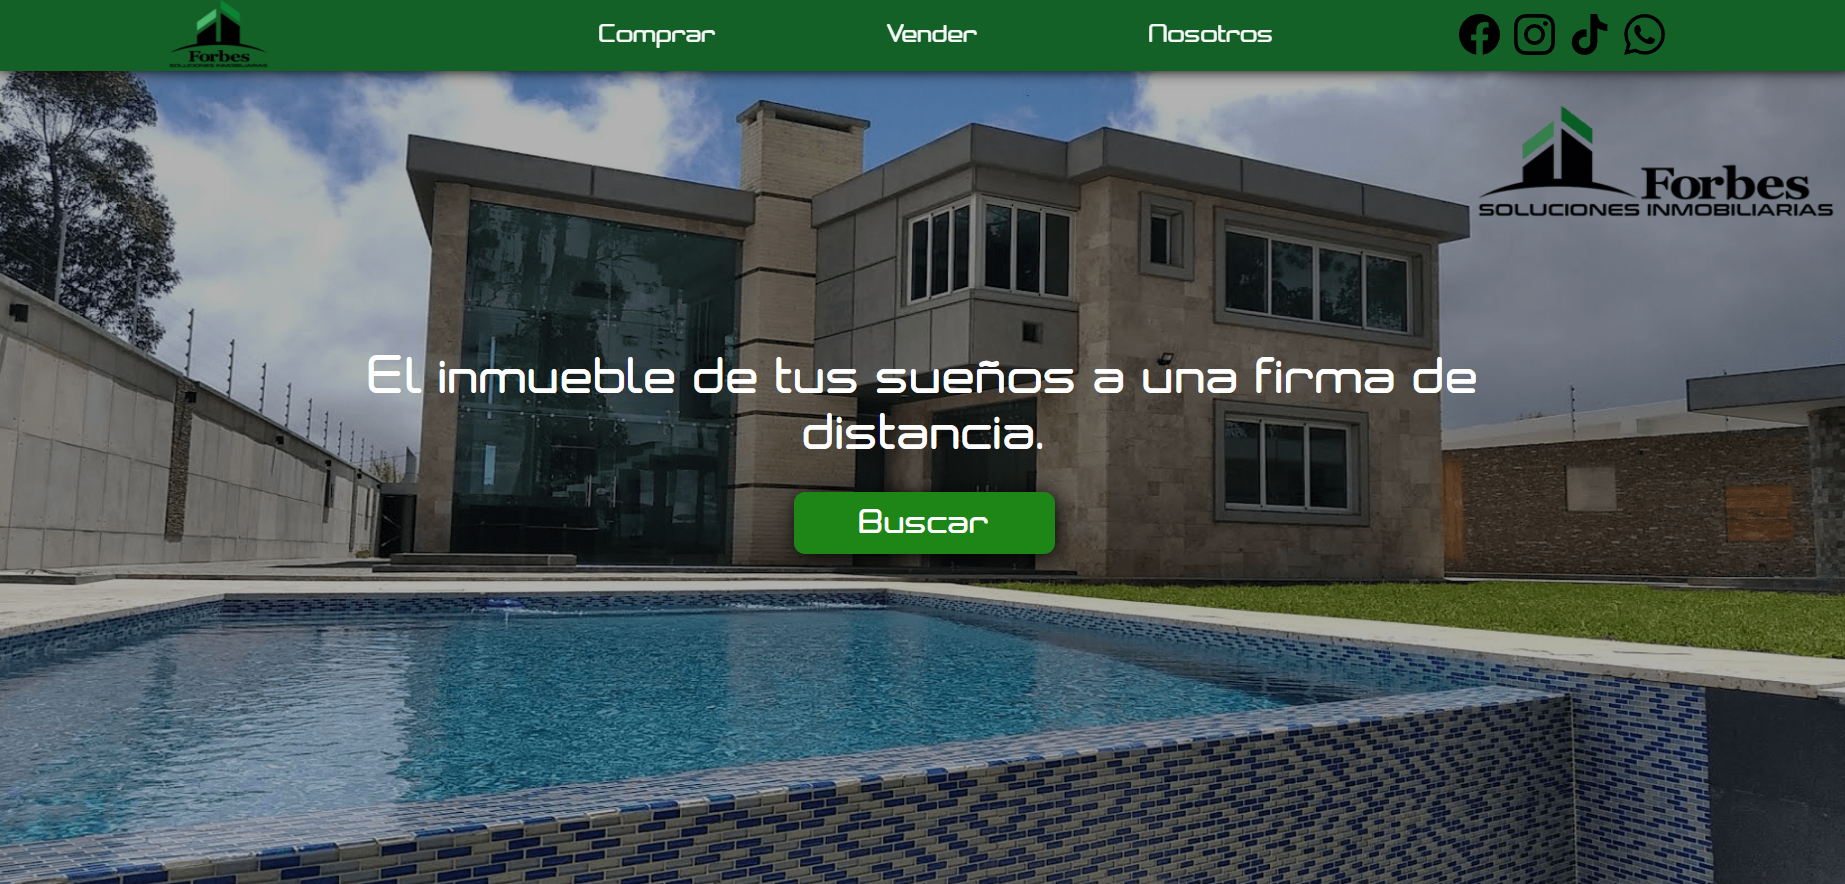 Forbes
SOLUCIONES INMOBILIARIAS
Comprar
Vender
Nosotros
Forbes
SOLUCIONES INMOBILIARIAS
El inmueble de tus sueños a una firma de
distancia.
Buscar